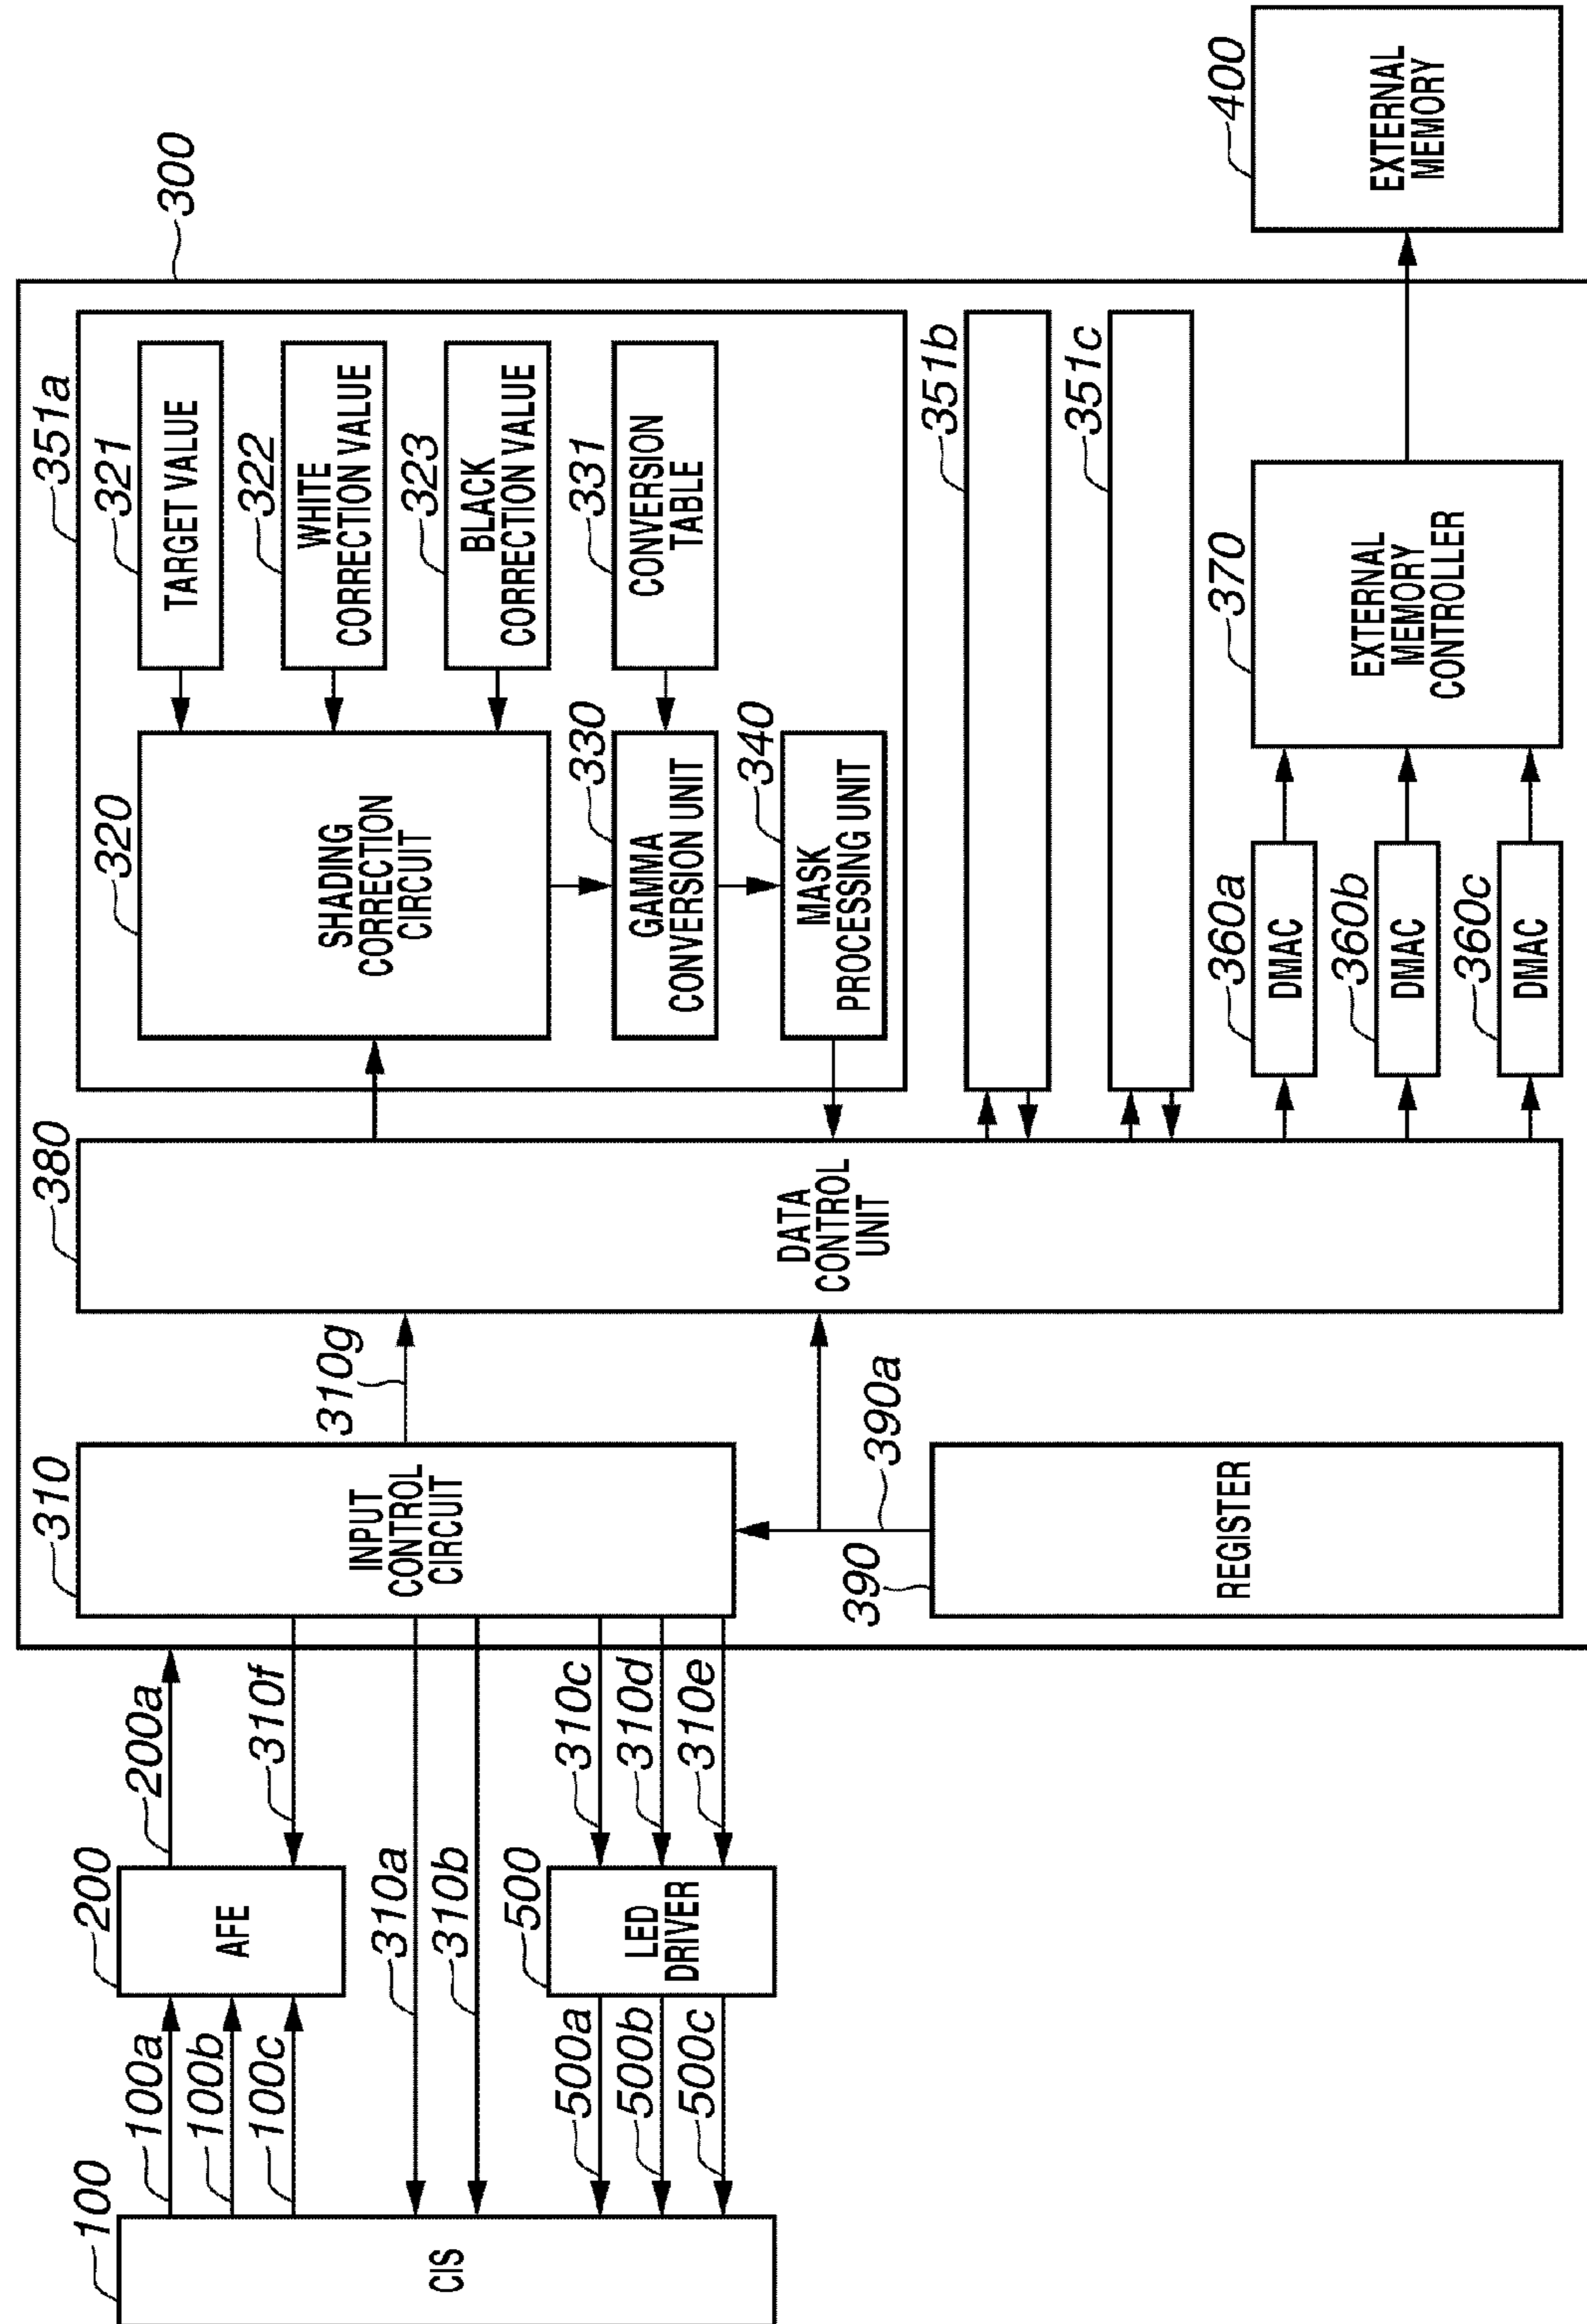 100
CIS
100a
100b
100c
200
AFE
200a
310f
310a
310b
500
LED
DRIVER
310c
310d
310e
500a
500b
500c
300
310
INPUT
CONTROL
CIRCUIT
310g
390a
390
REGISTER
380
DATA
CONTROL
UNIT
351a
320
SHADING
CORRECTION
CIRCUIT
321
TARGET VALUE
322
WHITE
CORRECTION VALUE
323
BLACK
CORRECTION VALUE
330
GAMMA
CONVERSION UNIT
331
CONVERSION
TABLE
340
MASK
PROCESSING UNIT
351b
351c
360a
DMAC
360b
DMAC
360c
DMAC
370
EXTERNAL
MEMORY
CONTROLLER
400
EXTERNAL
MEMORY